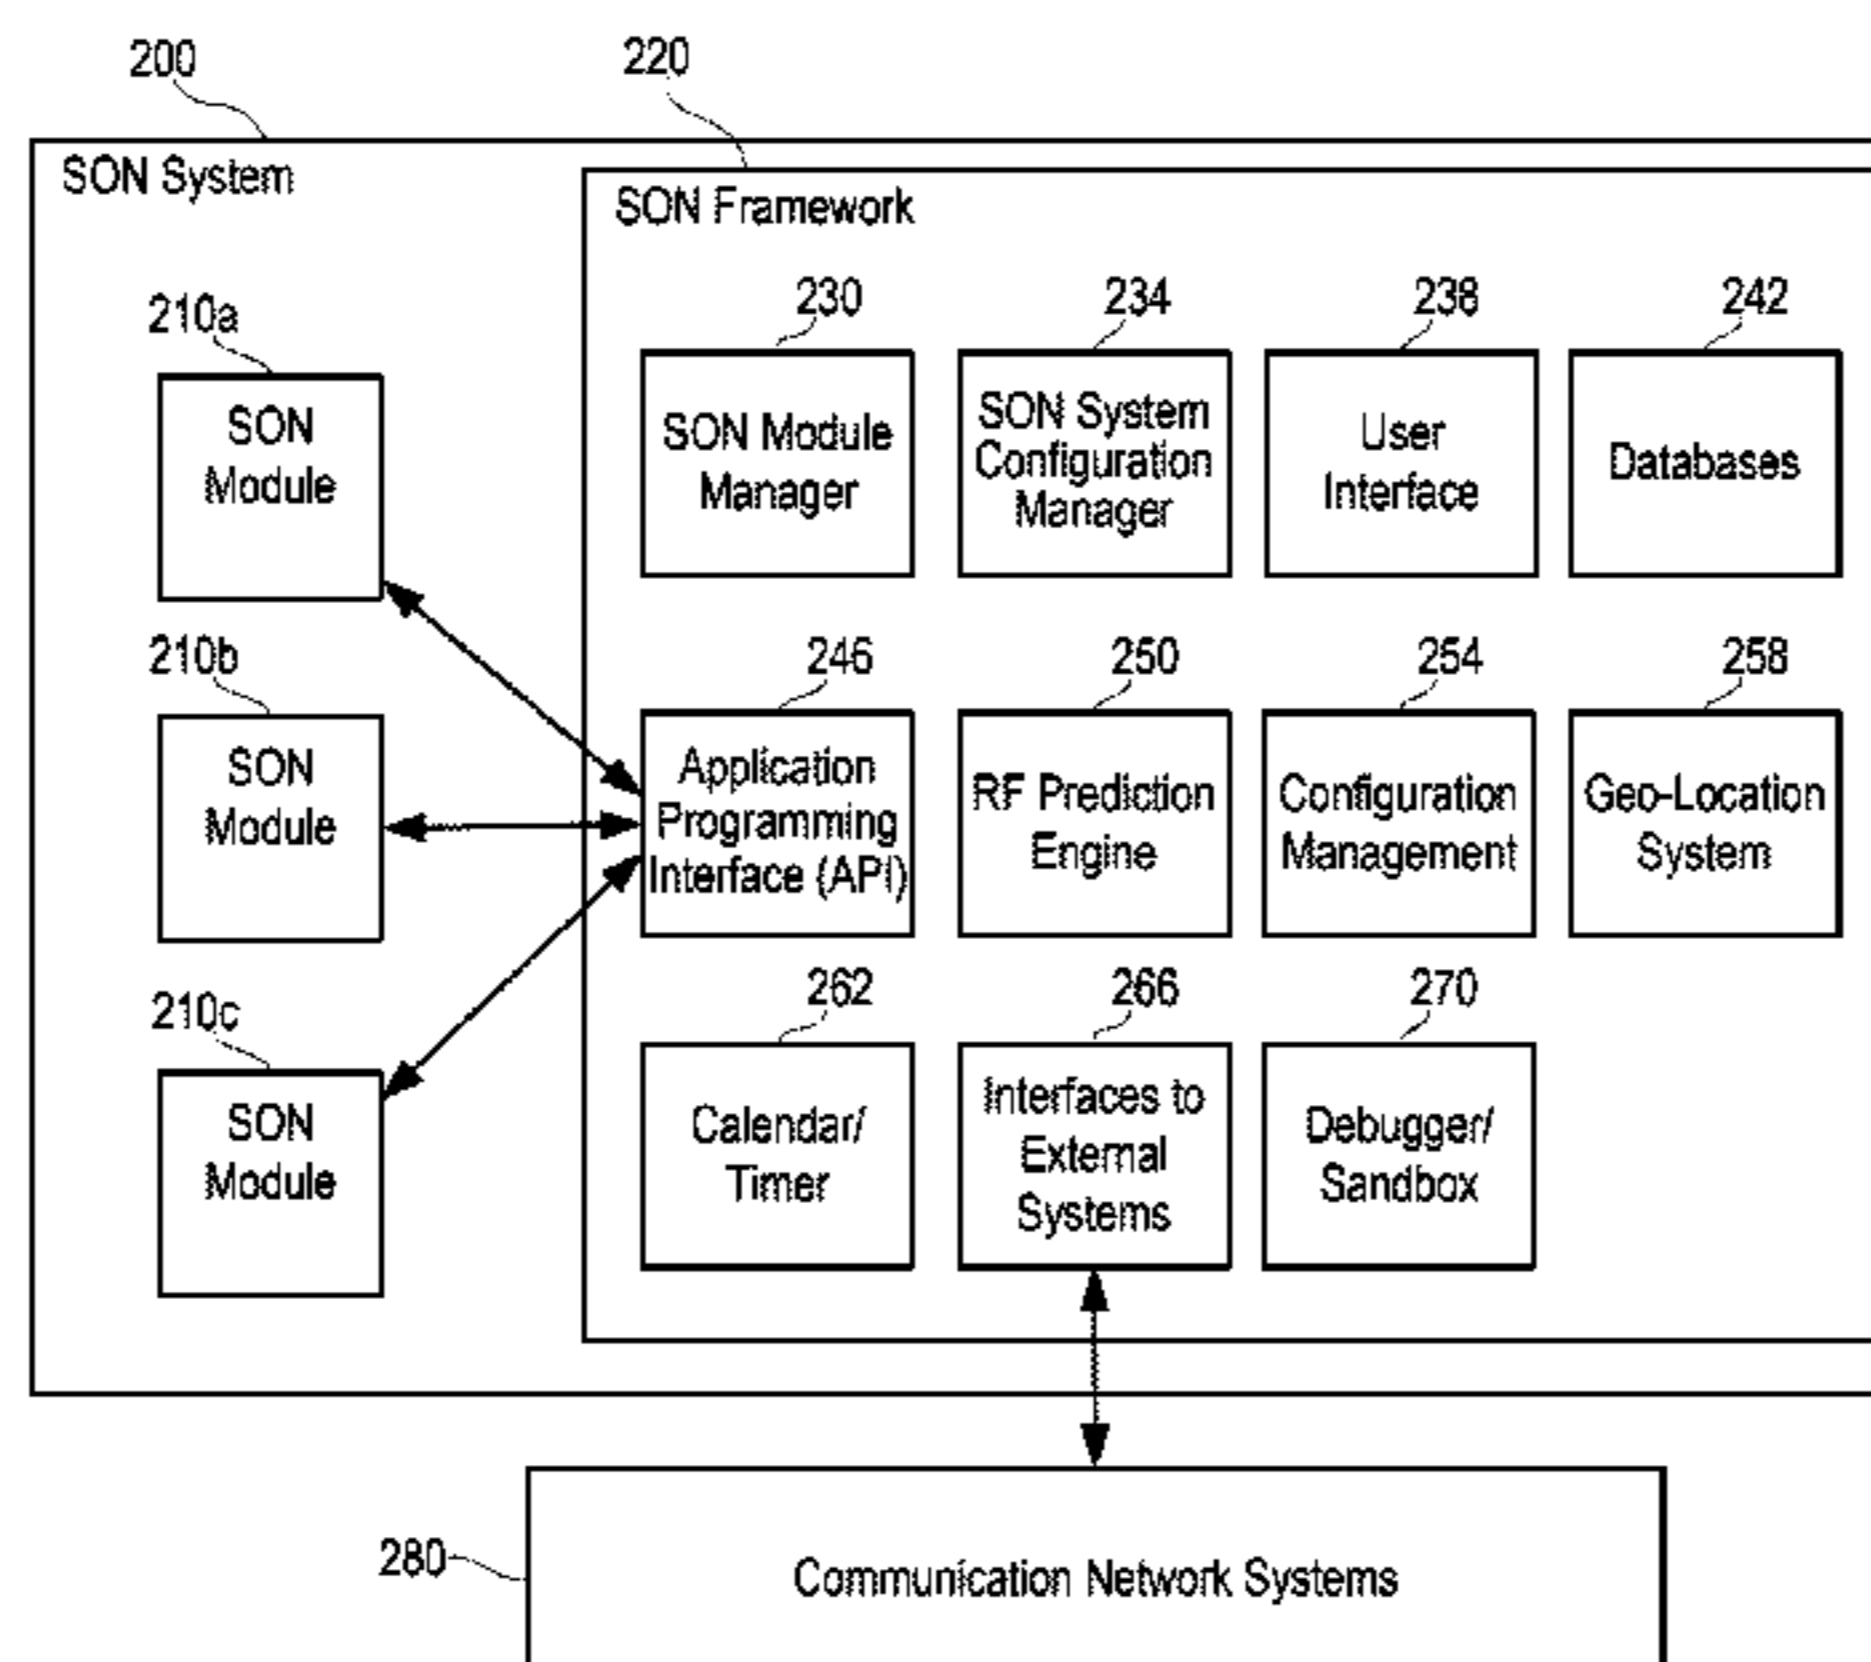 200
220
SON System
SON Framework
210a
230
234
238
242
SON
Module
SON Module
Manager
SON System
Configuration
Manager
User
Interface
Databases
210b
246
250
254
258
SON
Module
Application
Programming
Interface (API)
RF Prediction
Engine
Configuration
Management
Geo-Location
System
210c
262
266
270
SON
Module
Calendar/
Timer
Interfaces to
External
Systems
Debugger/
Sandbox
280
Communication Network Systems